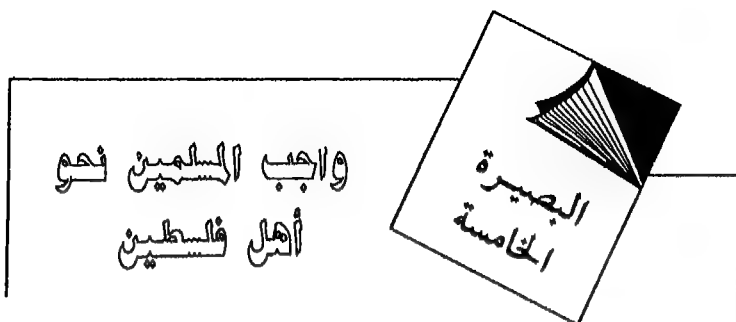 البصيرة
الخامسة
واجب المسلمين نحو
أهل فلسطين